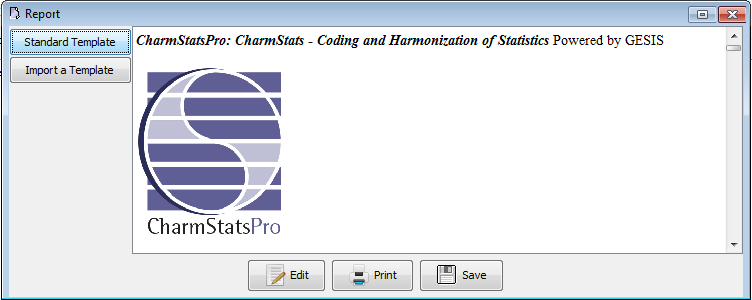 Report
Standard Template
Import a Template
CharmStatsPro: CharmStats - Coding and Harmonization of Statistics Powered by GESIS
CharmStatsPro
Edit
Print
Save